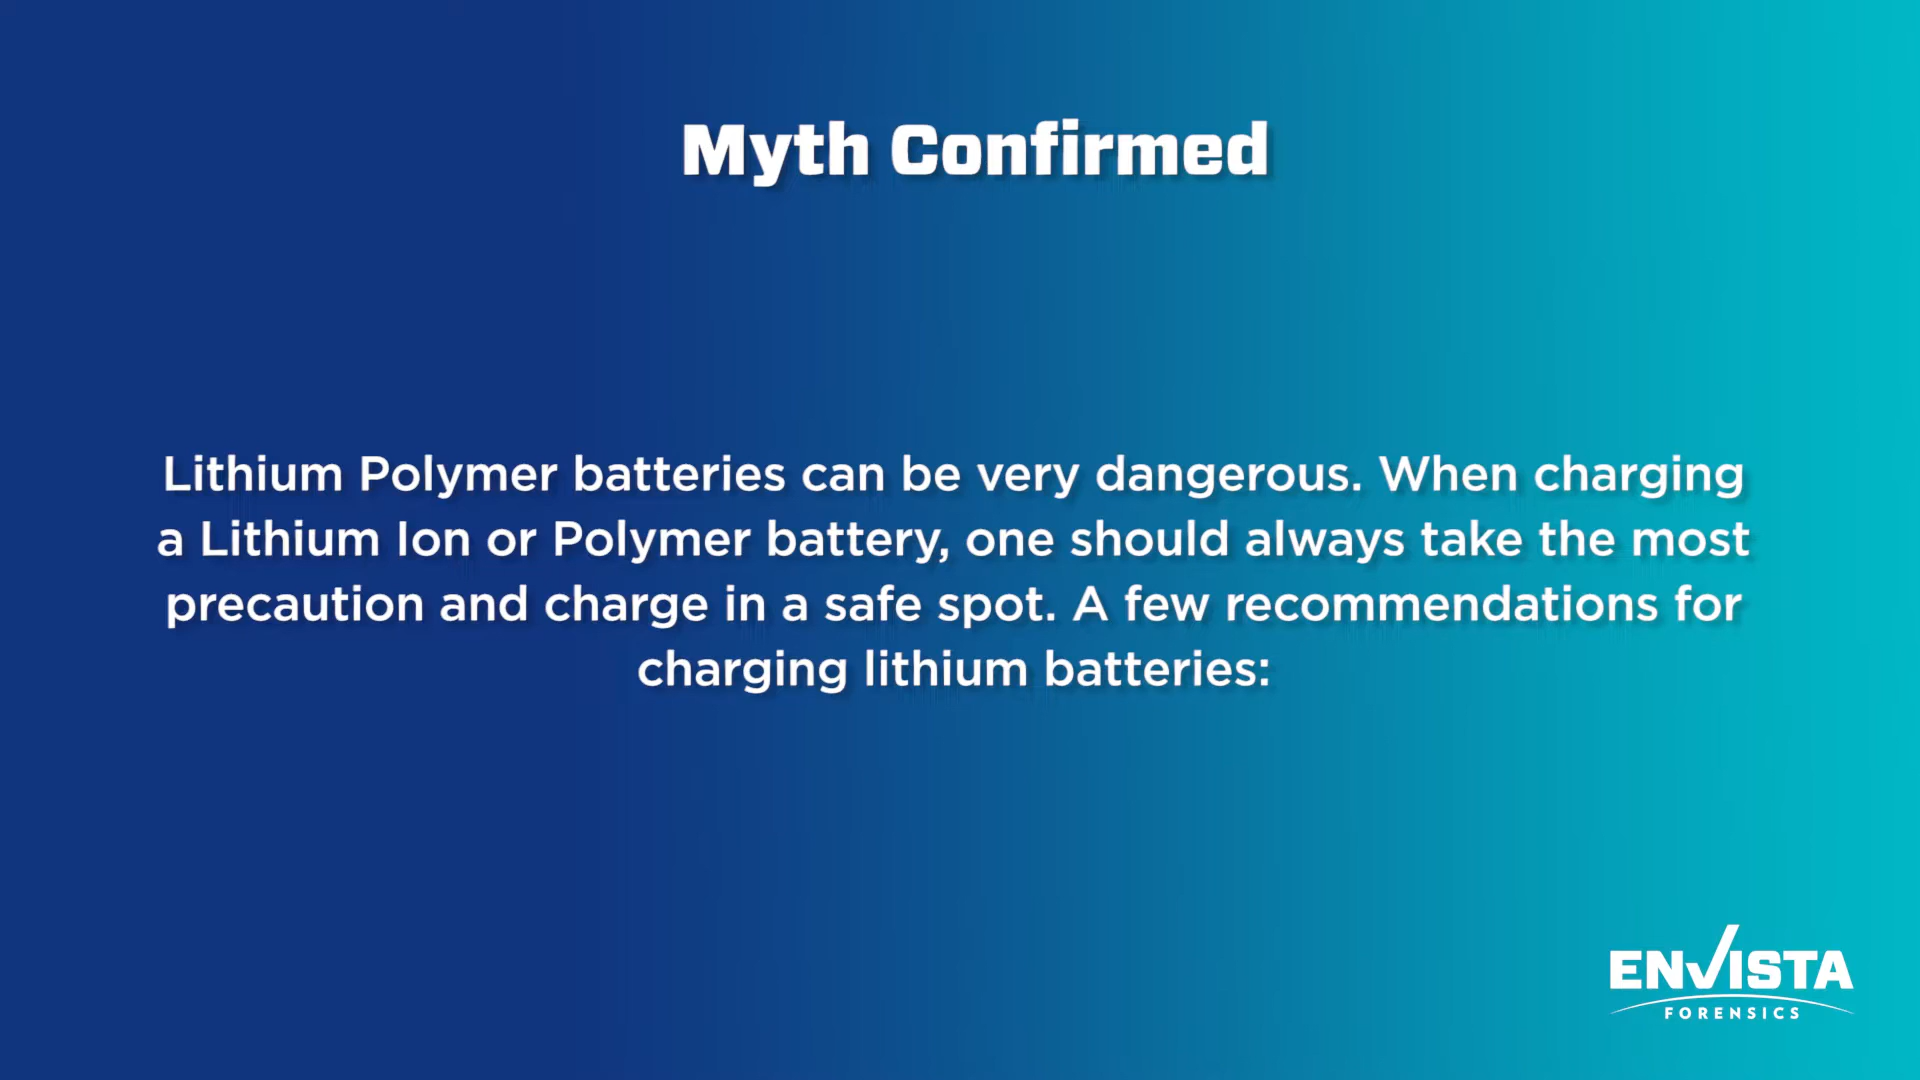 Myth Confirmed
Lithium Polymer batteries can be very dangerous. When charging
a Lithium Ion or Polymer battery, one should always take the most
precaution and charge in a safe spot. A few recommendations for
charging lithium batteries:
ENVISTA
FORENSICS